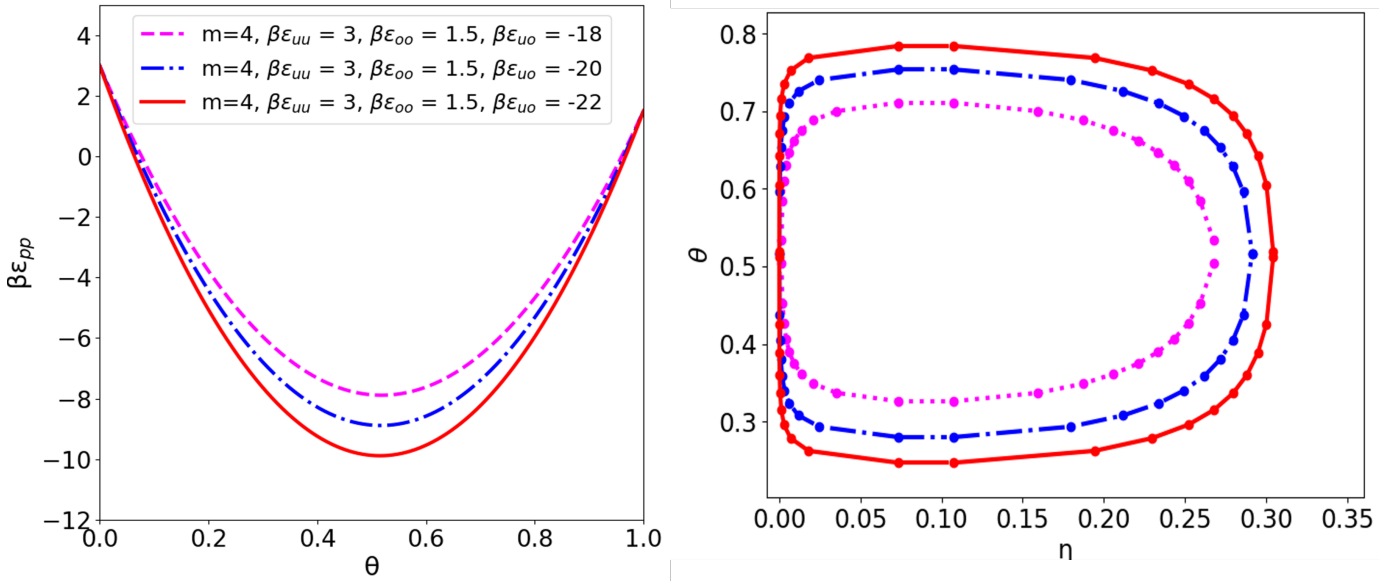 m=4, βε_uu = 3, βε_oo = 1.5, βε_uo = -18
m=4, βε_uu = 3, βε_oo = 1.5, βε_uo = -20
m=4, βε_uu = 3, βε_oo = 1.5, βε_uo = -22
4
2
0
−2
−4
−6
−8
−10
−12
βε_pp
0.0 0.2 0.4 0.6 0.8 1.0
θ
0.8
0.7
0.6
0.5
0.4
0.3
θ
0.00 0.05 0.10 0.15 0.20 0.25 0.30 0.35
η